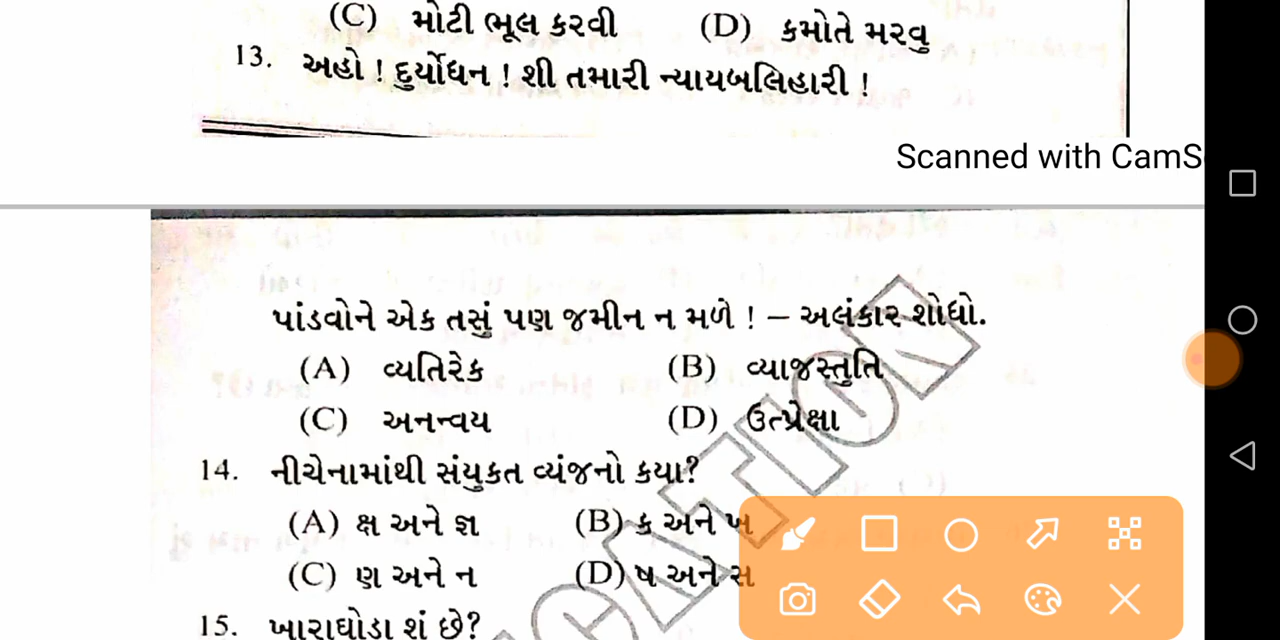 (C) મોટી ભૂલ કરવી (D) કમોતે મરવુ
13. અહો ! દુર્યોધન ! શી તમારી ન્યાયબલિહારી !
Scanned with CamS
પાંડવોને એક તસું પણ જમીન ન મળે ! – અલંકાર શોધો.
(A) વ્યતિરેક (B) વ્યાજસ્તુતિ
(C) અનન્વય (D) ઉત્પ્રેક્ષા
14. નીચેનામાંથી સંયુકત વ્યંજનો કયા?
(A) ક્ષ અને જ્ઞ (B) ક અને ખ
(C) ણ અને ન (D) ષ અને સ
15. ખારાઘોડા શું છે?